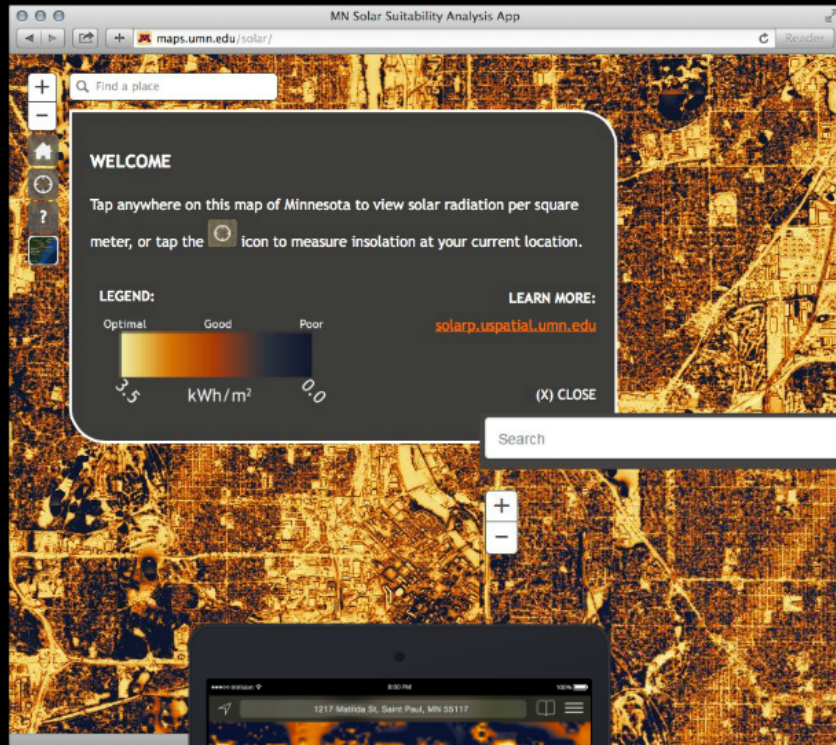 MN Solar Suitability Analysis App
maps.umn.edu/solar/
Reader
+
Find a place
−
WELCOME
?
Tap anywhere on this map of Minnesota to view solar radiation per square
meter, or tap the icon to measure insolation at your current location.
LEGEND:
LEARN MORE:
Optimal Good Poor
solarp.uspatial.umn.edu
3.5 kWh/m² 0.0
(X) CLOSE
Search
+
−
8:00 PM
100%
1217 Matilda St, Saint Paul, MN 55117